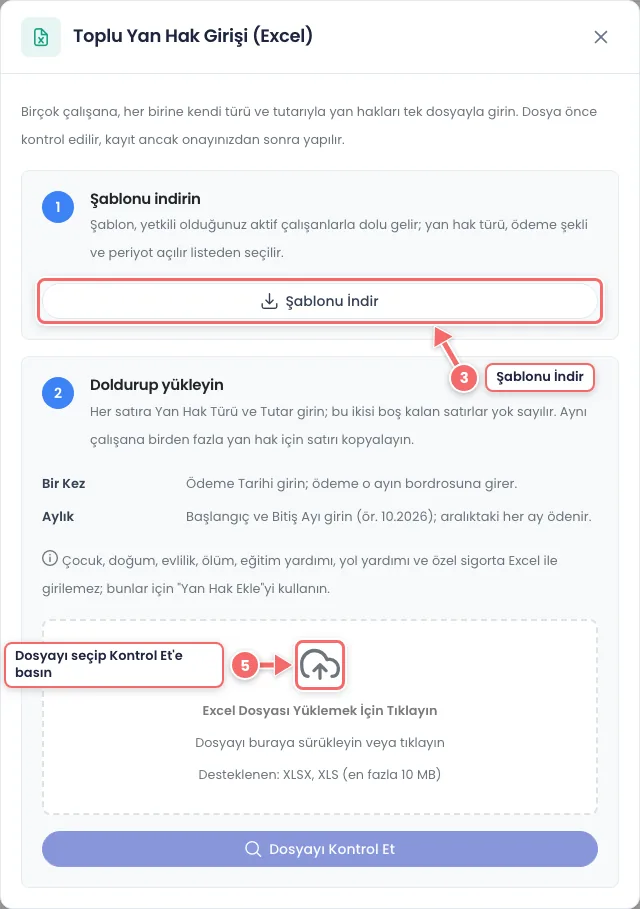 Toplu Yan Hak Girişi (Excel)
Birçok çalışana, her birine kendi türü ve tutarıyla yan hakları tek dosyayla girin. Dosya önce
kontrol edilir, kayıt ancak onayınızdan sonra yapılır.
1
Şablonu indirin
Şablon, yetkili olduğunuz aktif çalışanlarla dolu gelir; yan hak türü, ödeme şekli
ve periyot açılır listeden seçilir.
Şablonu İndir
3
Şablonu İndir
2
Doldurup yükleyin
Her satıra Yan Hak Türü ve Tutar girin; bu ikisi boş kalan satırlar yok sayılır. Aynı
çalışana birden fazla yan hak için satırı kopyalayın.
Bir Kez Ödeme Tarihi girin; ödeme o ayın bordrosuna girer.
Aylık Başlangıç ve Bitiş Ayı girin (ör. 10.2026); aralıktaki her ay ödenir.
Çocuk, doğum, evlilik, ölüm, eğitim yardımı, yol yardımı ve özel sigorta Excel ile
girilemez; bunlar için "Yan Hak Ekle"yi kullanın.
Dosyayı seçip Kontrol Et'e
basın
5
Excel Dosyası Yüklemek İçin Tıklayın
Dosyayı buraya sürükleyin veya tıklayın
Desteklenen: XLSX, XLS (en fazla 10 MB)
Dosyayı Kontrol Et